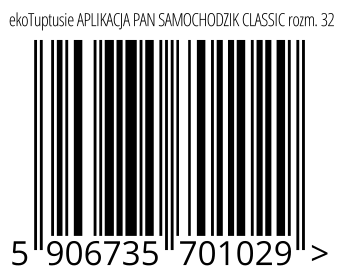 ekoTuptusie APLIKACJA PAN SAMOCHODZIK CLASSIC rozm. 32
5 906735 701029 >